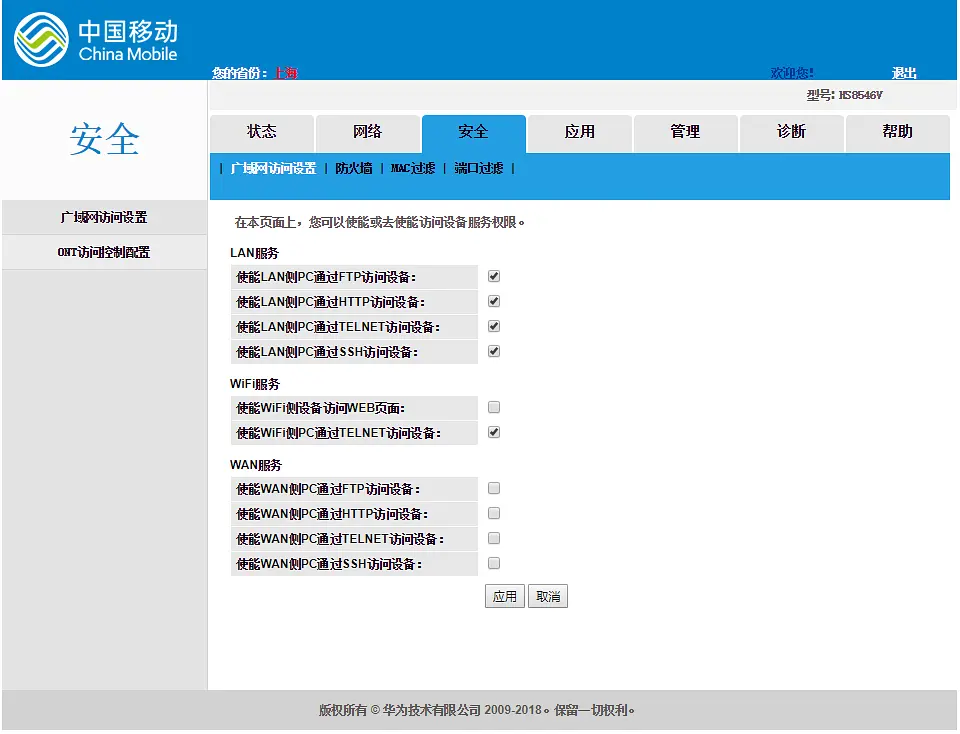 中国移动
China Mobile
您的省份：上海 欢迎您! 退出
型号: HS8546V
安全
状态 网络 安全 应用 管理 诊断 帮助
| 广域网访问设置 | 防火墙 | MAC过滤 | 端口过滤 |
广域网访问设置
ONT访问控制配置
在本页面上，您可以使能或去使能访问设备服务权限。
LAN服务
使能LAN侧PC通过FTP访问设备：
使能LAN侧PC通过HTTP访问设备：
使能LAN侧PC通过TELNET访问设备：
使能LAN侧PC通过SSH访问设备：
WiFi服务
使能WiFi侧设备访问WEB页面：
使能WiFi侧PC通过TELNET访问设备：
WAN服务
使能WAN侧PC通过FTP访问设备：
使能WAN侧PC通过HTTP访问设备：
使能WAN侧PC通过TELNET访问设备：
使能WAN侧PC通过SSH访问设备：
应用 取消
版权所有 © 华为技术有限公司 2009-2018。保留一切权利。